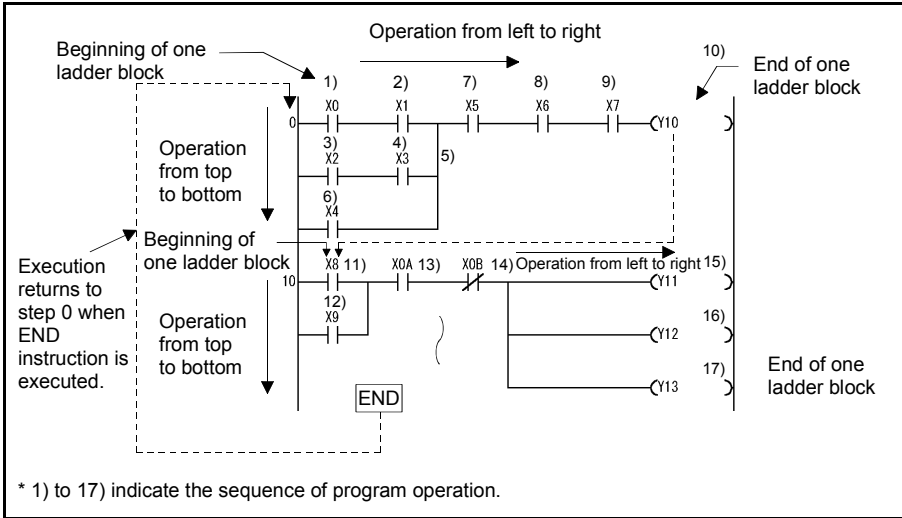 Operation from left to right
Beginning of one
ladder block
10)
End of one
ladder block
1) 2) 7) 8) 9)
X0 X1 X5 X6 X7
0 Y10
Operation
from top
to bottom
3) 4) 5)
X2 X3
6)
X4
Beginning of
one ladder block
Execution
returns to
step 0 when
END
instruction is
executed.
X8 11) X0A 13) X0B 14) Operation from left to right 15)
10 Y11
12)
X9
Operation
from top
to bottom
16)
Y12
17)
Y13
End of one
ladder block
END
* 1) to 17) indicate the sequence of program operation.